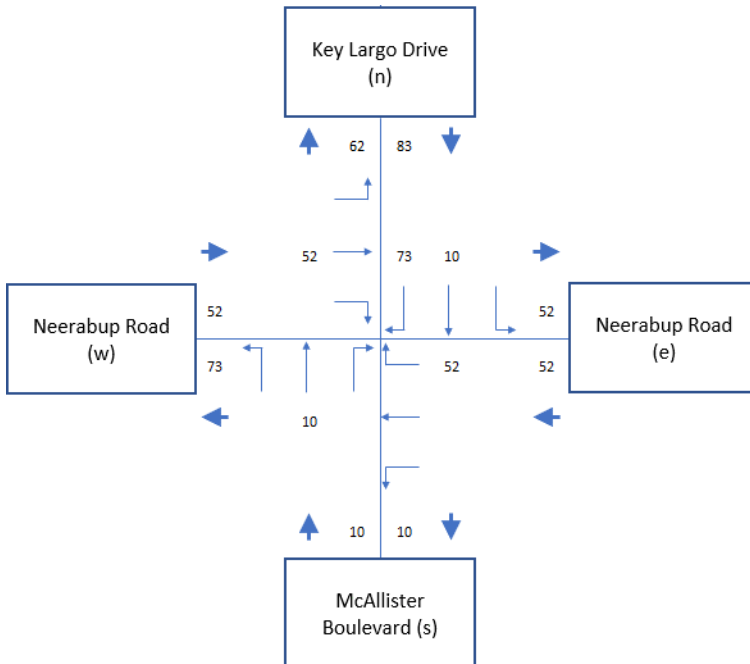 Key Largo Drive
(n)
62 83
52 73 10
Neerabup Road
(w)
52
73
52
52
Neerabup Road
(e)
52
10
10 10
McAllister
Boulevard (s)